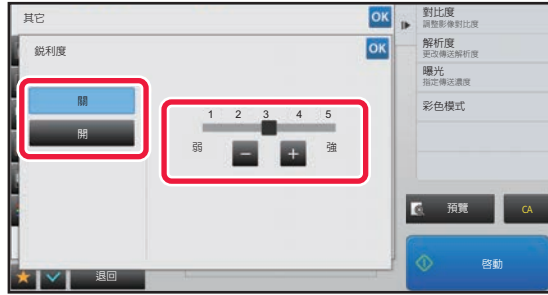 其它
OK
銳利度
OK
關
開
1 2 3 4 5
弱 − + 強
退回
對比度
調整影像對比度
解析度
更改傳送解析度
曝光
指定傳送濃度
彩色模式
預覽
CA
啓動